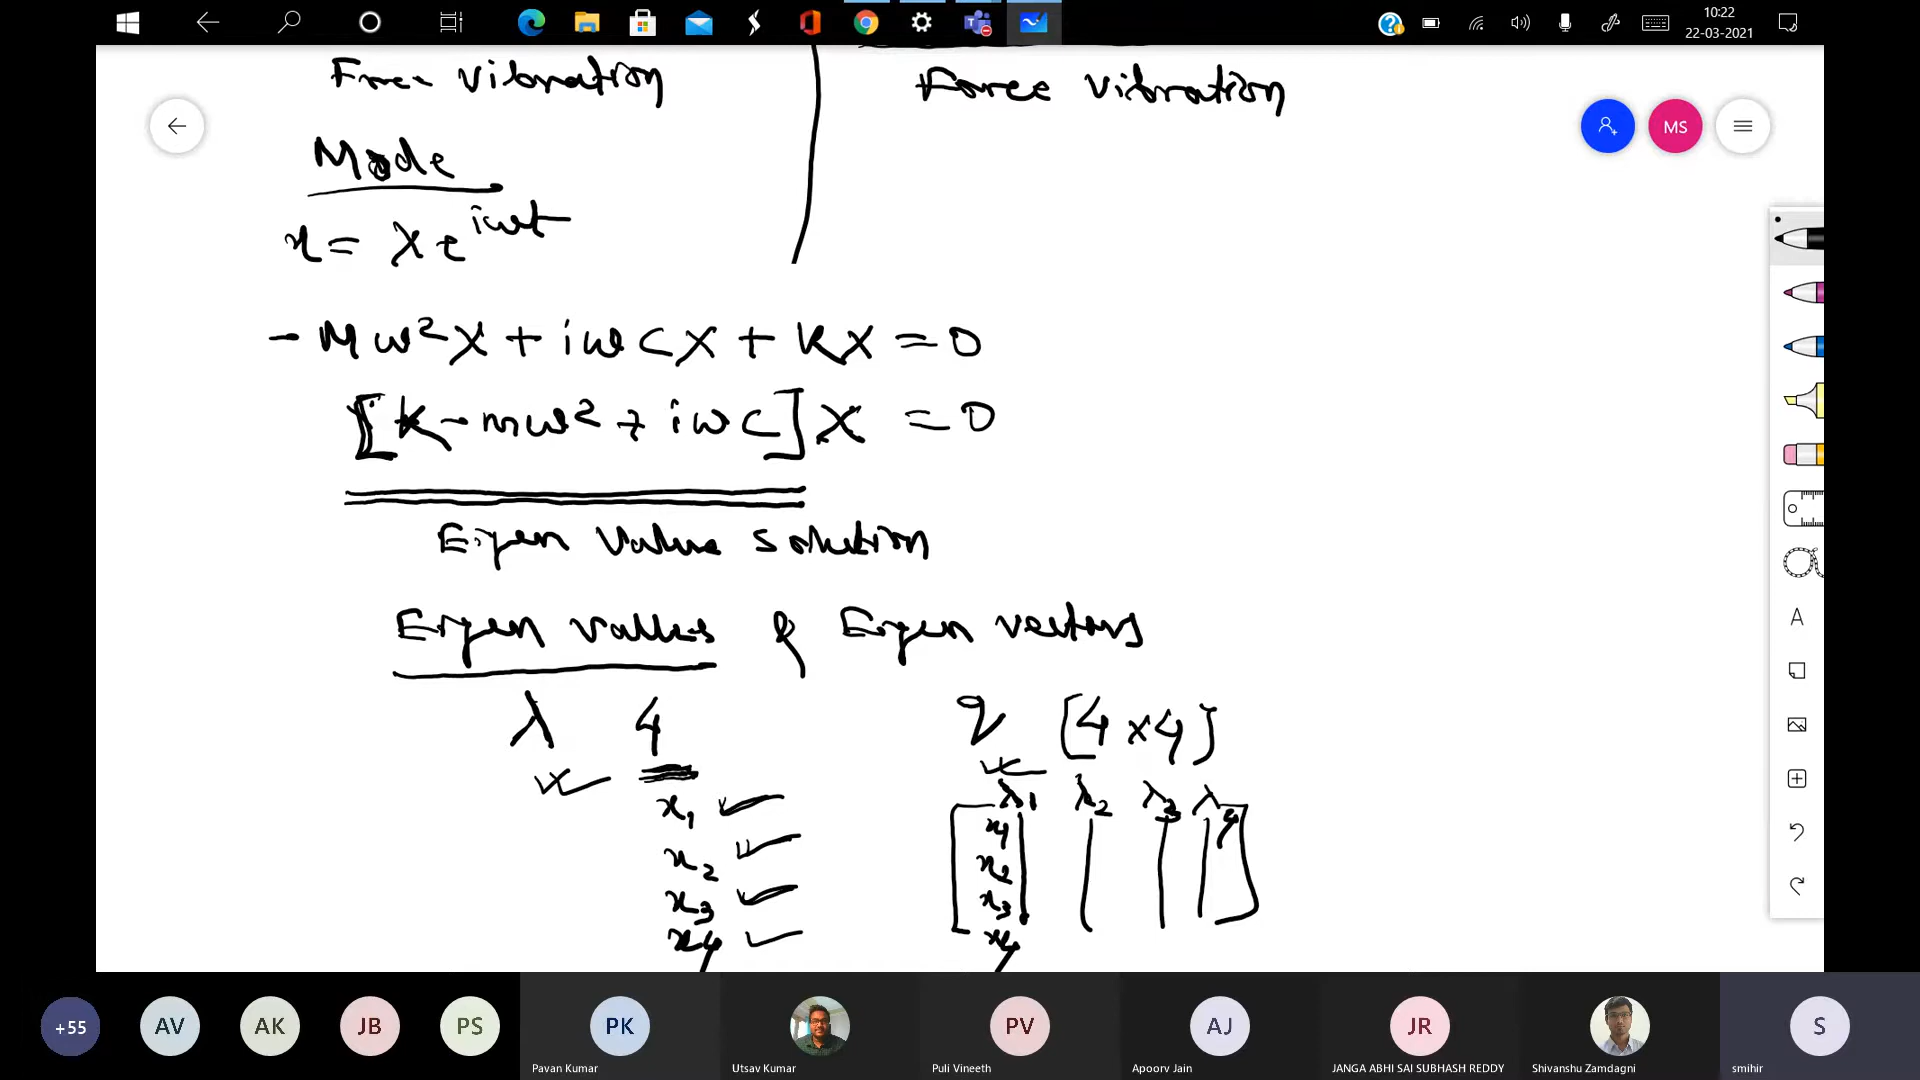 10:22
22-03-2021
Free vibration
Force vibration
MS
Mode
x = X e^{iωt}
- Mω²X + iωCX + KX = 0
[K - mω² + iωC] X = 0
Eigen Value solution
Eigen values & Eigen vectors
λ 4
q [4 x 4]
λ1 λ2 λ3 λ4
x1
x2
x3
x4
x1
x2
x3
x4
A
+55
AV
AK
JB
PS
PK
PV
AJ
JR
S
Pavan Kumar
Utsav Kumar
Puli Vineeth
Apoorv Jain
JANGA ABHI SAI SUBHASH REDDY
Shivanshu Zamdagni
smihir